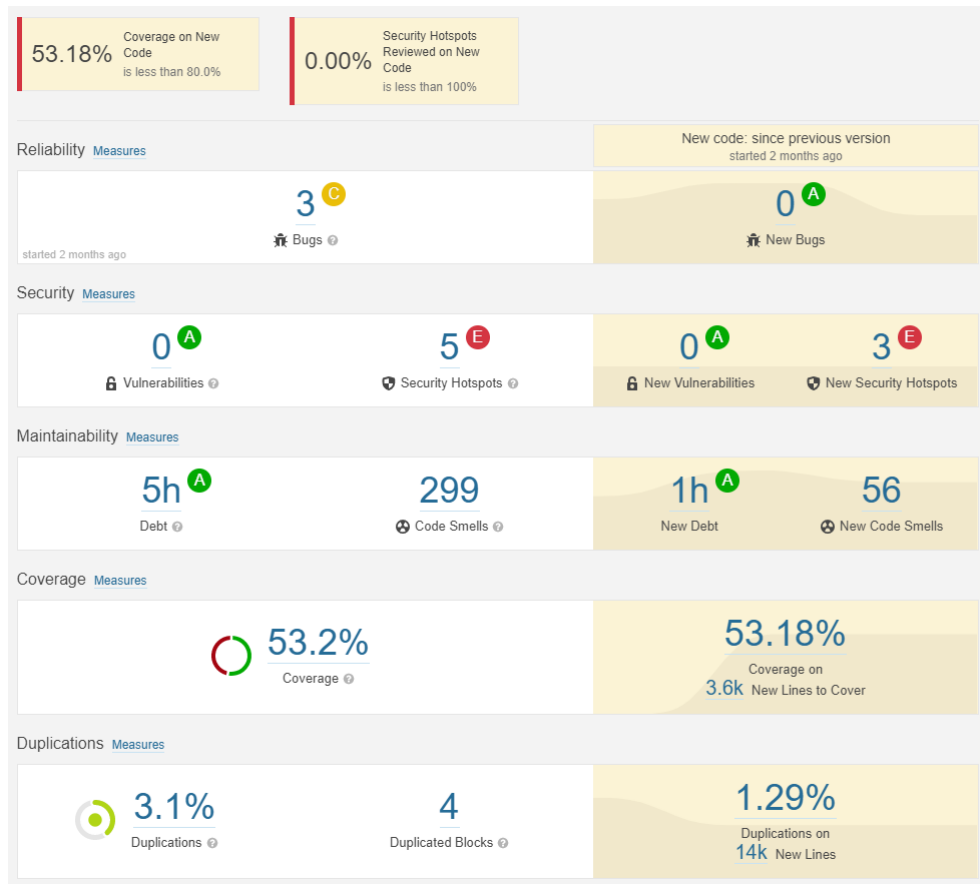 53.18%
Coverage on New
Code
is less than 80.0%
0.00%
Security Hotspots
Reviewed on New
Code
is less than 100%
Reliability Measures
New code: since previous version
started 2 months ago
3 C
Bugs ?
started 2 months ago
0 A
New Bugs
Security Measures
0 A
Vulnerabilities ?
5 E
Security Hotspots ?
0 A
New Vulnerabilities
3 E
New Security Hotspots
Maintainability Measures
5h A
Debt ?
299
Code Smells ?
1h A
New Debt
56
New Code Smells
Coverage Measures
53.2%
Coverage ?
53.18%
Coverage on
3.6k New Lines to Cover
Duplications Measures
3.1%
Duplications ?
4
Duplicated Blocks ?
1.29%
Duplications on
14k New Lines